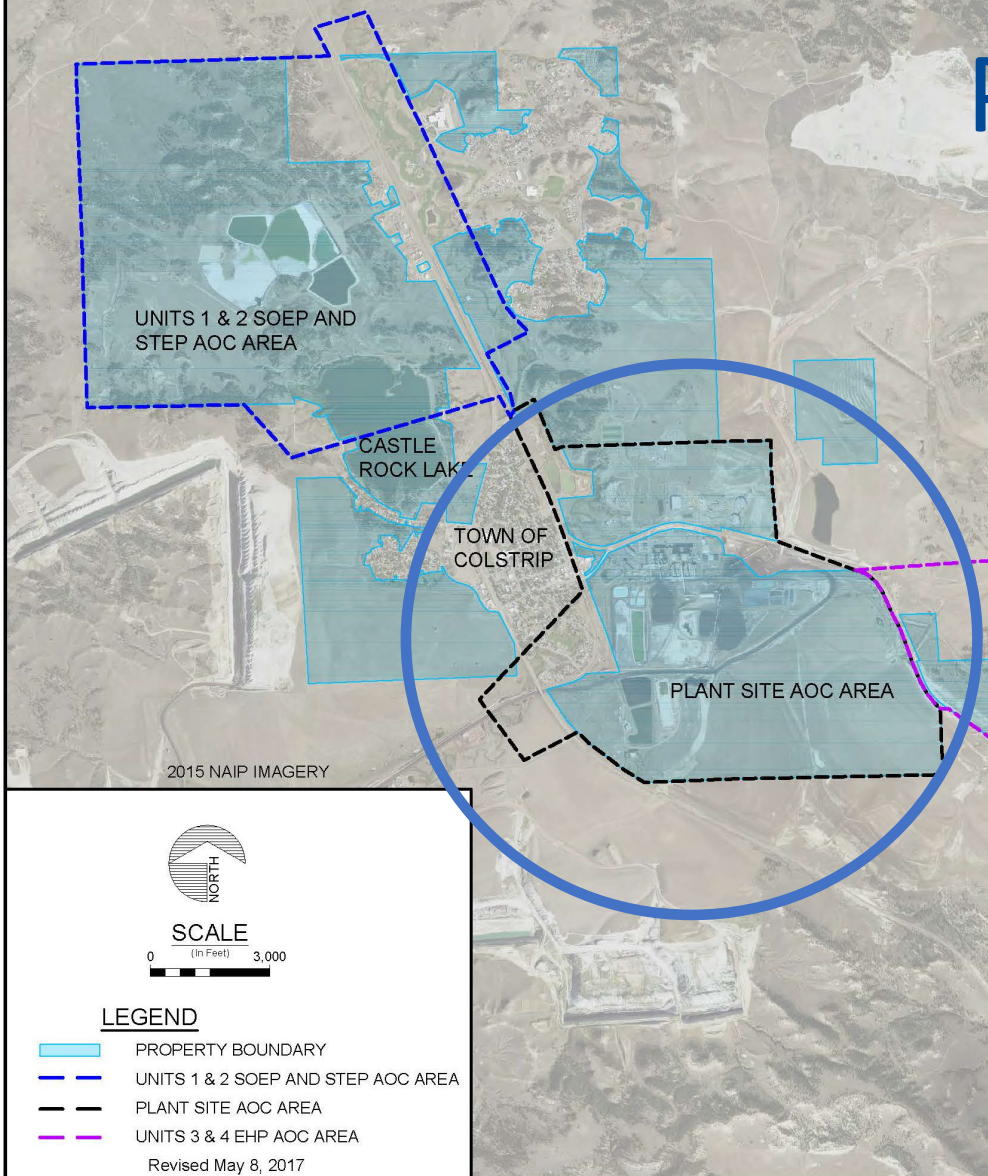 UNITS 1 & 2 SOEP AND
STEP AOC AREA
CASTLE
ROCK LAKE
TOWN OF
COLSTRIP
PLANT SITE AOC AREA
2015 NAIP IMAGERY
NORTH
SCALE
(In Feet)
0 3,000
LEGEND
PROPERTY BOUNDARY
UNITS 1 & 2 SOEP AND STEP AOC AREA
PLANT SITE AOC AREA
UNITS 3 & 4 EHP AOC AREA
Revised May 8, 2017